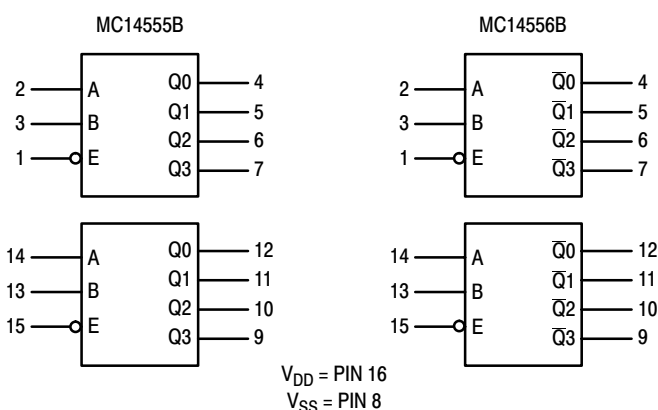 MC14555B
2 A Q0 4
3 B Q1 5
1 E Q2 6
Q3 7
14 A Q0 12
13 B Q1 11
15 E Q2 10
Q3 9
MC14556B
2 A Q̅0 4
3 B Q̅1 5
1 E Q̅2 6
Q̅3 7
14 A Q̅0 12
13 B Q̅1 11
15 E Q̅2 10
Q̅3 9
VDD = PIN 16
VSS = PIN 8